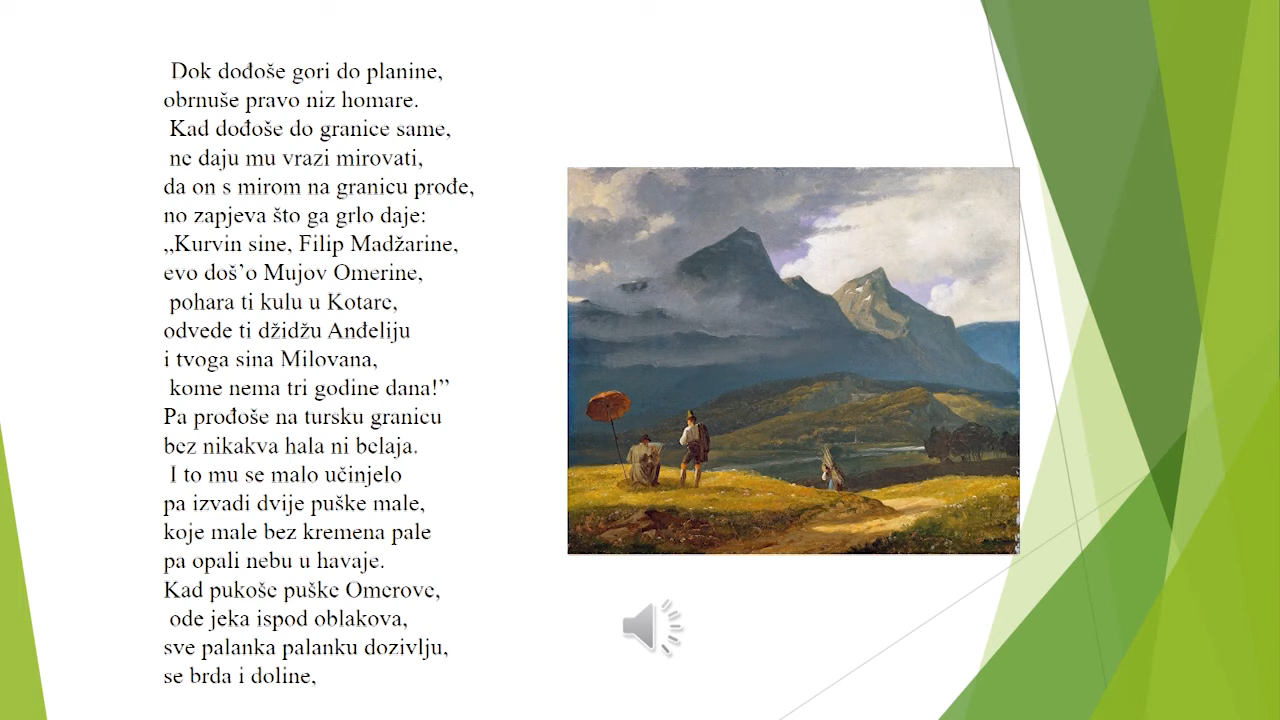 Dok dođoše gori do planine,
obrnuše pravo niz homare.
Kad dođoše do granice same,
ne daju mu vrazi mirovati,
da on s mirom na granicu prođe,
no zapjeva što ga grlo daje:
„Kurvin sine, Filip Madžarine,
evo doš’o Mujov Omerine,
pohara ti kulu u Kotare,
odvede ti džidžu Anđeliju
i tvoga sina Milovana,
kome nema tri godine dana!”
Pa prođoše na tursku granicu
bez nikakva hala ni belaja.
I to mu se malo učinjelo
pa izvadi dvije puške male,
koje male bez kremena pale
pa opali nebu u havaje.
Kad pukoše puške Omerove,
ode jeka ispod oblakova,
sve palanka palanku dozivlju,
se brda i doline,